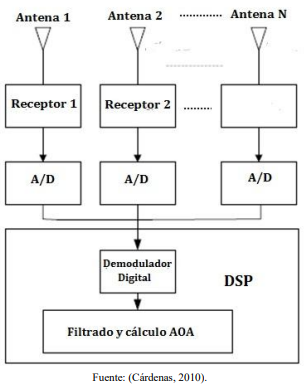 Antena 1 Antena 2 ........... Antena N
Receptor 1 Receptor 2 .........
A/D A/D A/D
Demodulador
Digital
DSP
Filtrado y cálculo AOA
Fuente: (Cárdenas, 2010).